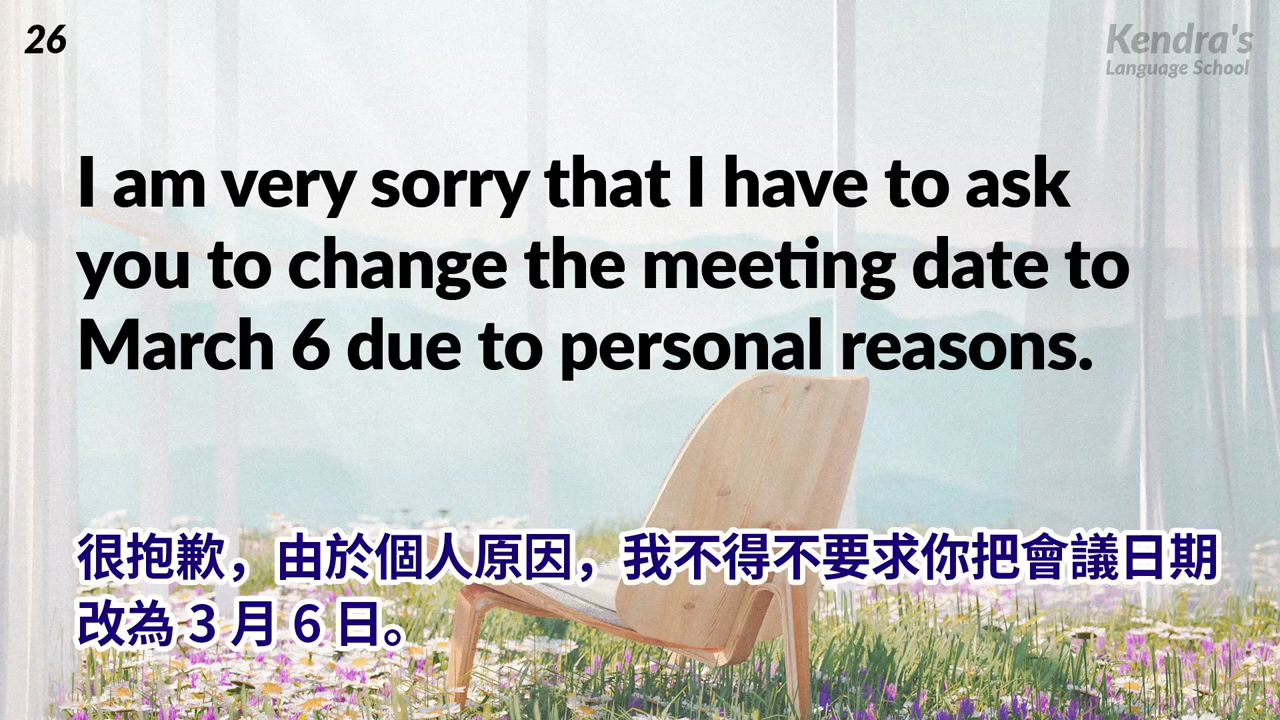 26
Kendra's
Language School
I am very sorry that I have to ask
you to change the meeting date to
March 6 due to personal reasons.
很抱歉，由於個人原因，我不得不要求你把會議日期
改為 3 月 6 日。